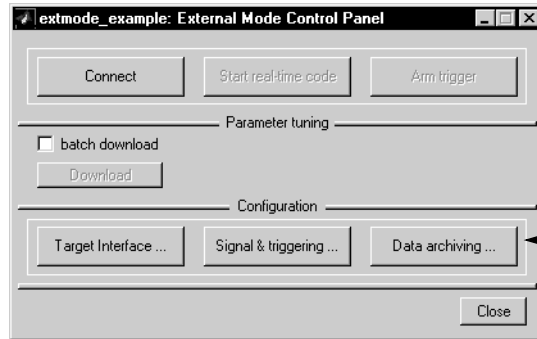 extmode_example: External Mode Control Panel
Connect
Start real-time code
Arm trigger
Parameter tuning
batch download
Download
Configuration
Target Interface ...
Signal & triggering ...
Data archiving ...
Close